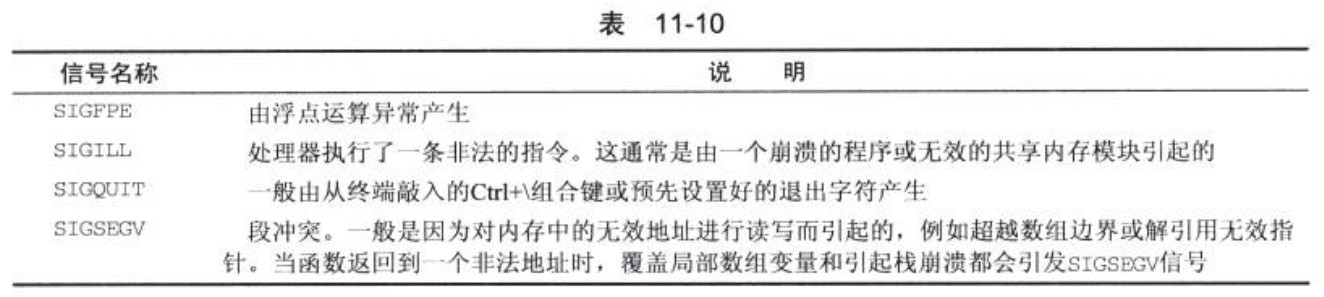 表 11-10
信号名称 说 明
SIGFPE 由浮点运算异常产生
SIGILL 处理器执行了一条非法的指令。这通常是由一个崩溃的程序或无效的共享内存模块引起的
SIGQUIT 一般由从终端敲入的Ctrl+\组合键或预先设置好的退出字符产生
SIGSEGV 段冲突。一般是因为对内存中的无效地址进行读写而引起的，例如超越数组边界或解引用无效指
针。当函数返回到一个非法地址时，覆盖局部数组变量和引起栈崩溃都会引发SIGSEGV信号